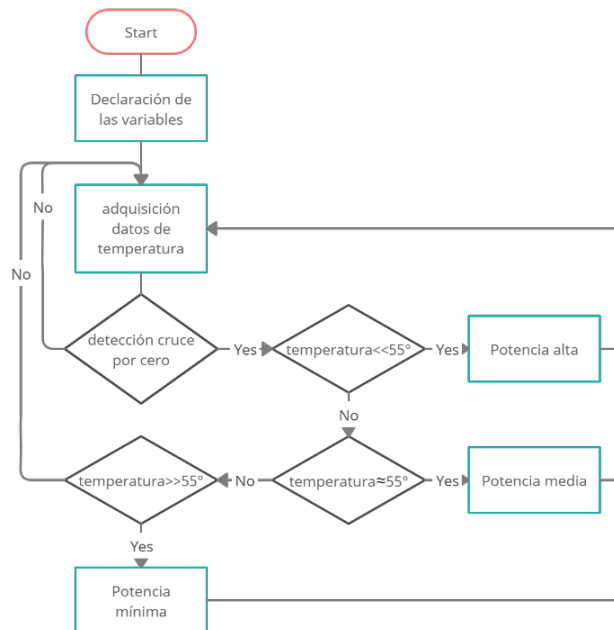 Start
Declaración de
las variables
No
adquisición
datos de
temperatura
No
detección cruce
por cero
Yes
temperatura<<55°
Yes
Potencia alta
No
temperatura>>55°
No
temperatura≈55°
Yes
Potencia media
Yes
Potencia
mínima